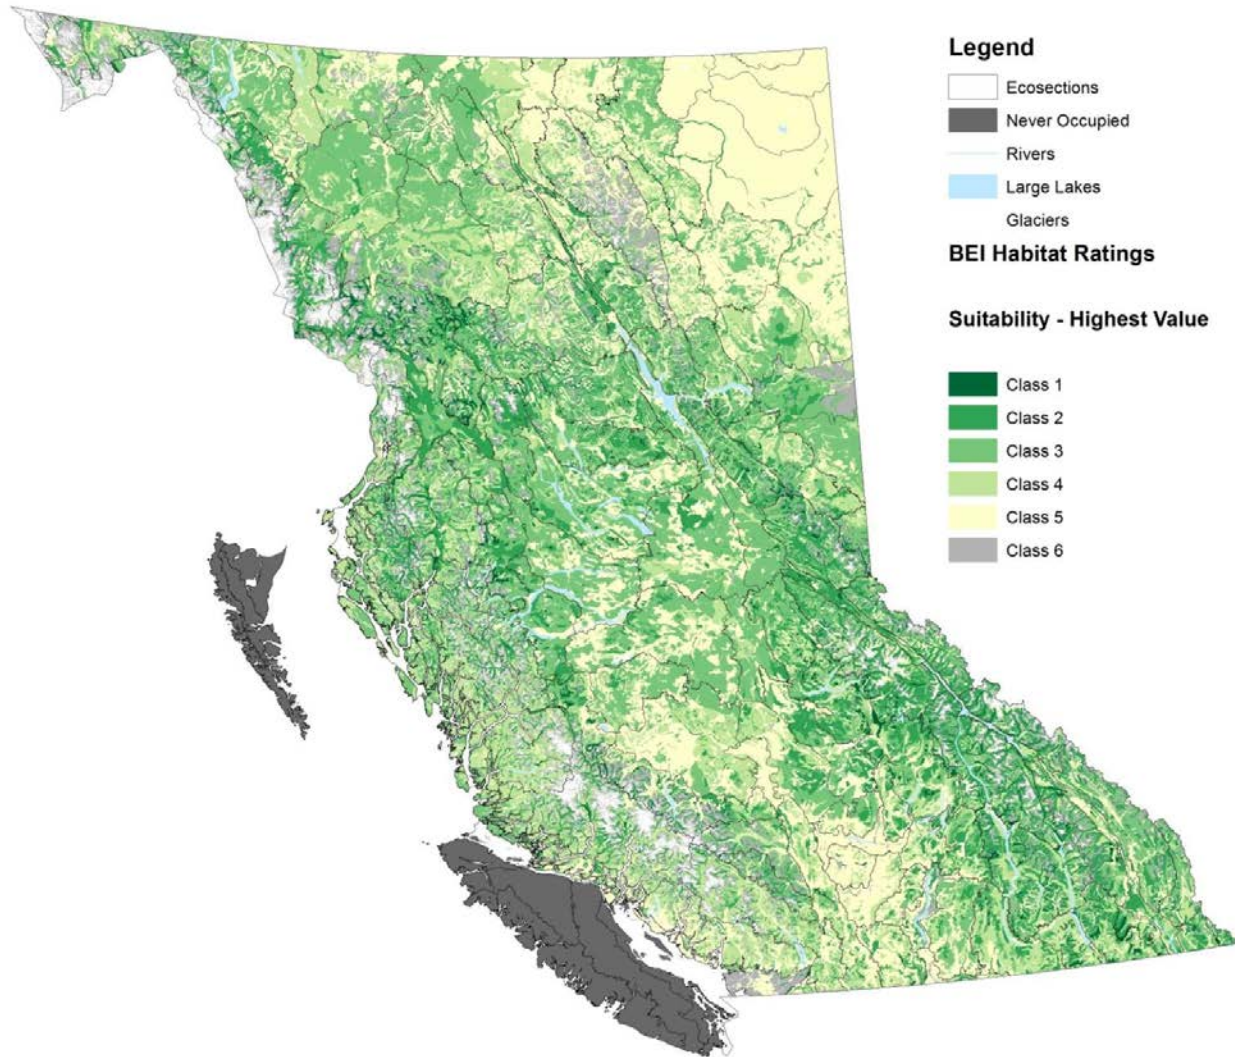 Legend
Ecosections
Never Occupied
Rivers
Large Lakes
Glaciers
BEI Habitat Ratings
Suitability - Highest Value
Class 1
Class 2
Class 3
Class 4
Class 5
Class 6